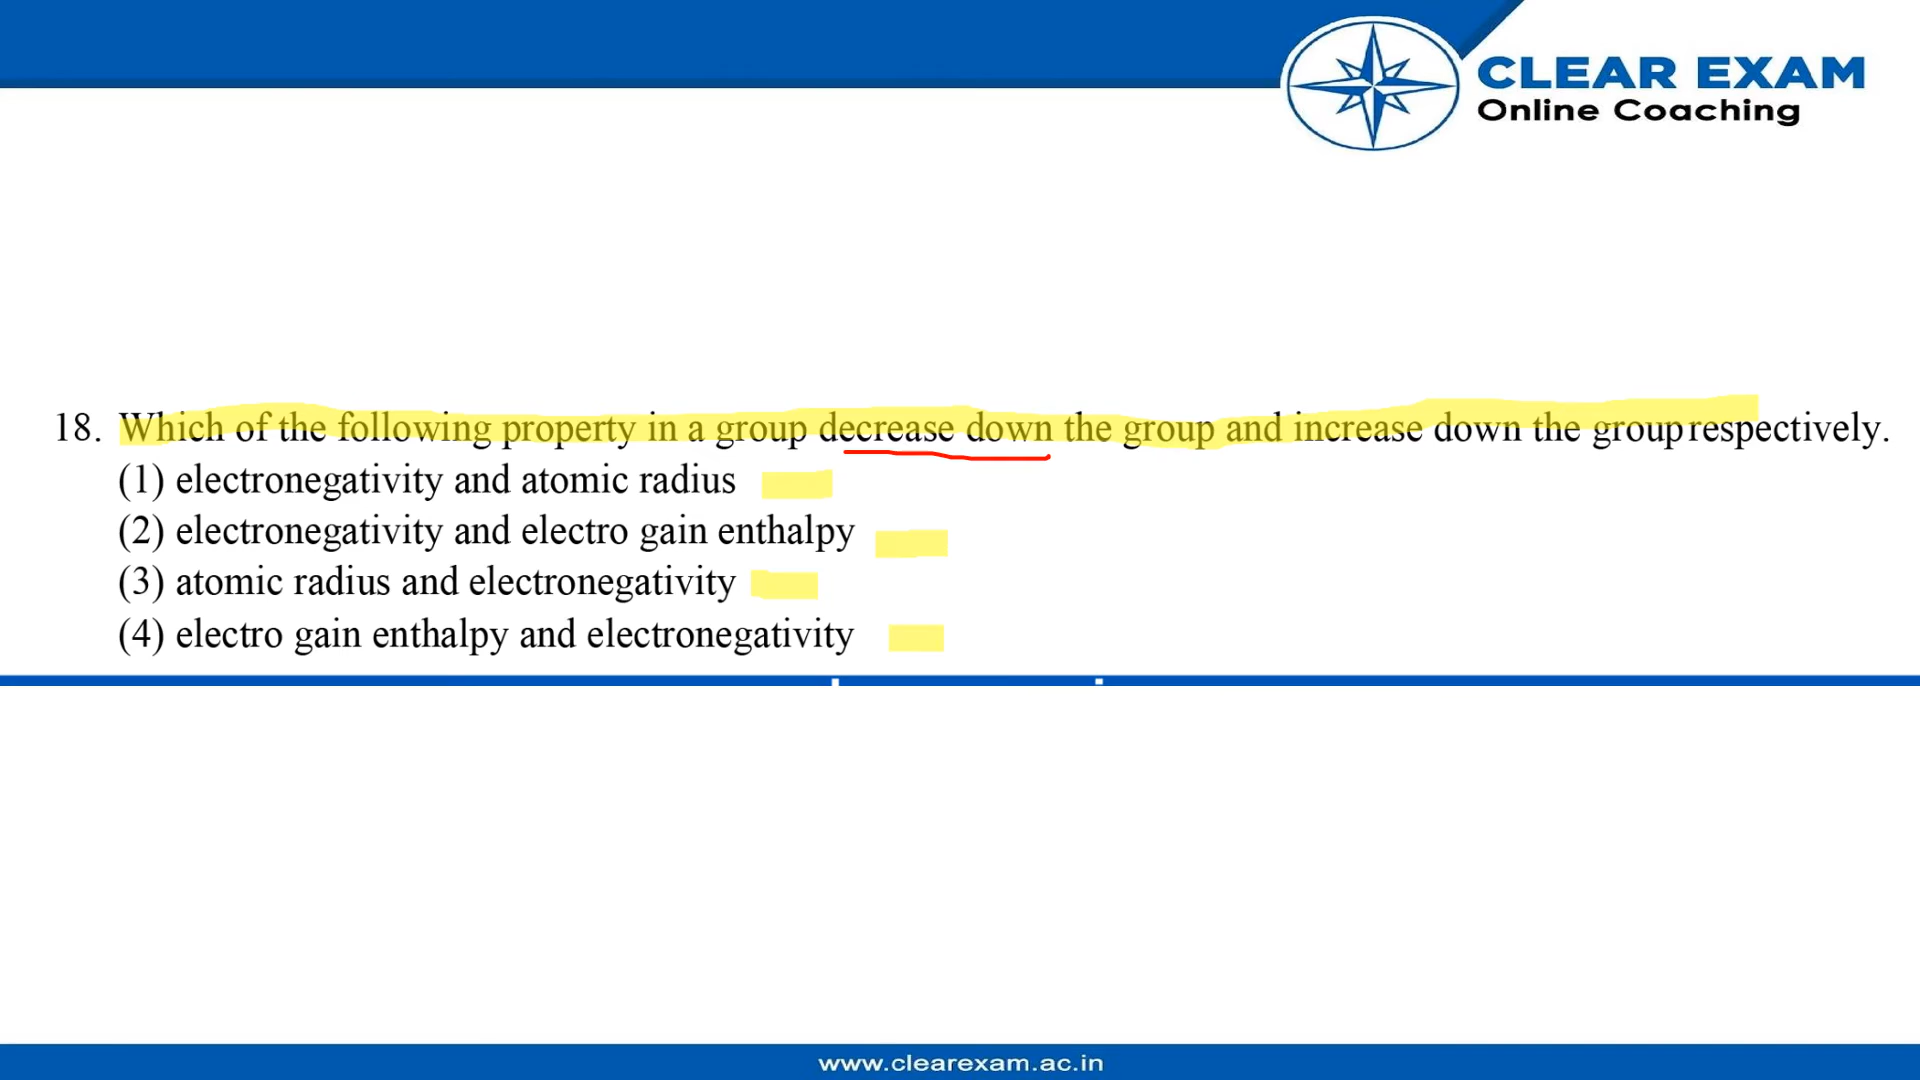 CLEAR EXAM
Online Coaching
18. Which of the following property in a group decrease down the group and increase down the group respectively.
(1) electronegativity and atomic radius
(2) electronegativity and electro gain enthalpy
(3) atomic radius and electronegativity
(4) electro gain enthalpy and electronegativity
www.clearexam.ac.in